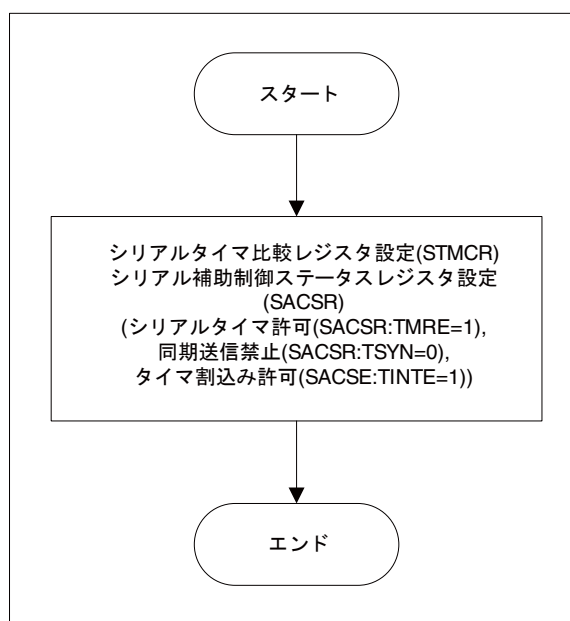 スタート
シリアルタイマ比較レジスタ設定(STMCR)
シリアル補助制御ステータスレジスタ設定
(SACSR)
(シリアルタイマ許可(SACSR:TMRE=1),
同期送信禁止(SACSR:TSYN=0),
タイマ割込み許可(SACSE:TINTE=1))
エンド